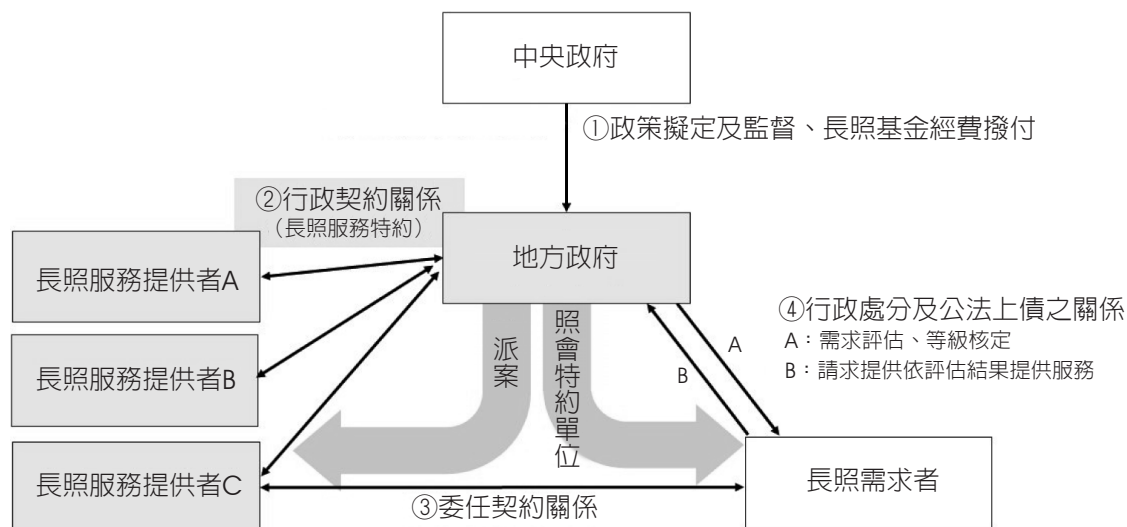 中央政府
①政策擬定及監督、長照基金經費撥付
②行政契約關係
（長照服務特約）
地方政府
長照服務提供者A
長照服務提供者B
長照服務提供者C
派案
照會特約單位
A
B
④行政處分及公法上債之關係
A：需求評估、等級核定
B：請求提供依評估結果提供服務
長照需求者
③委任契約關係